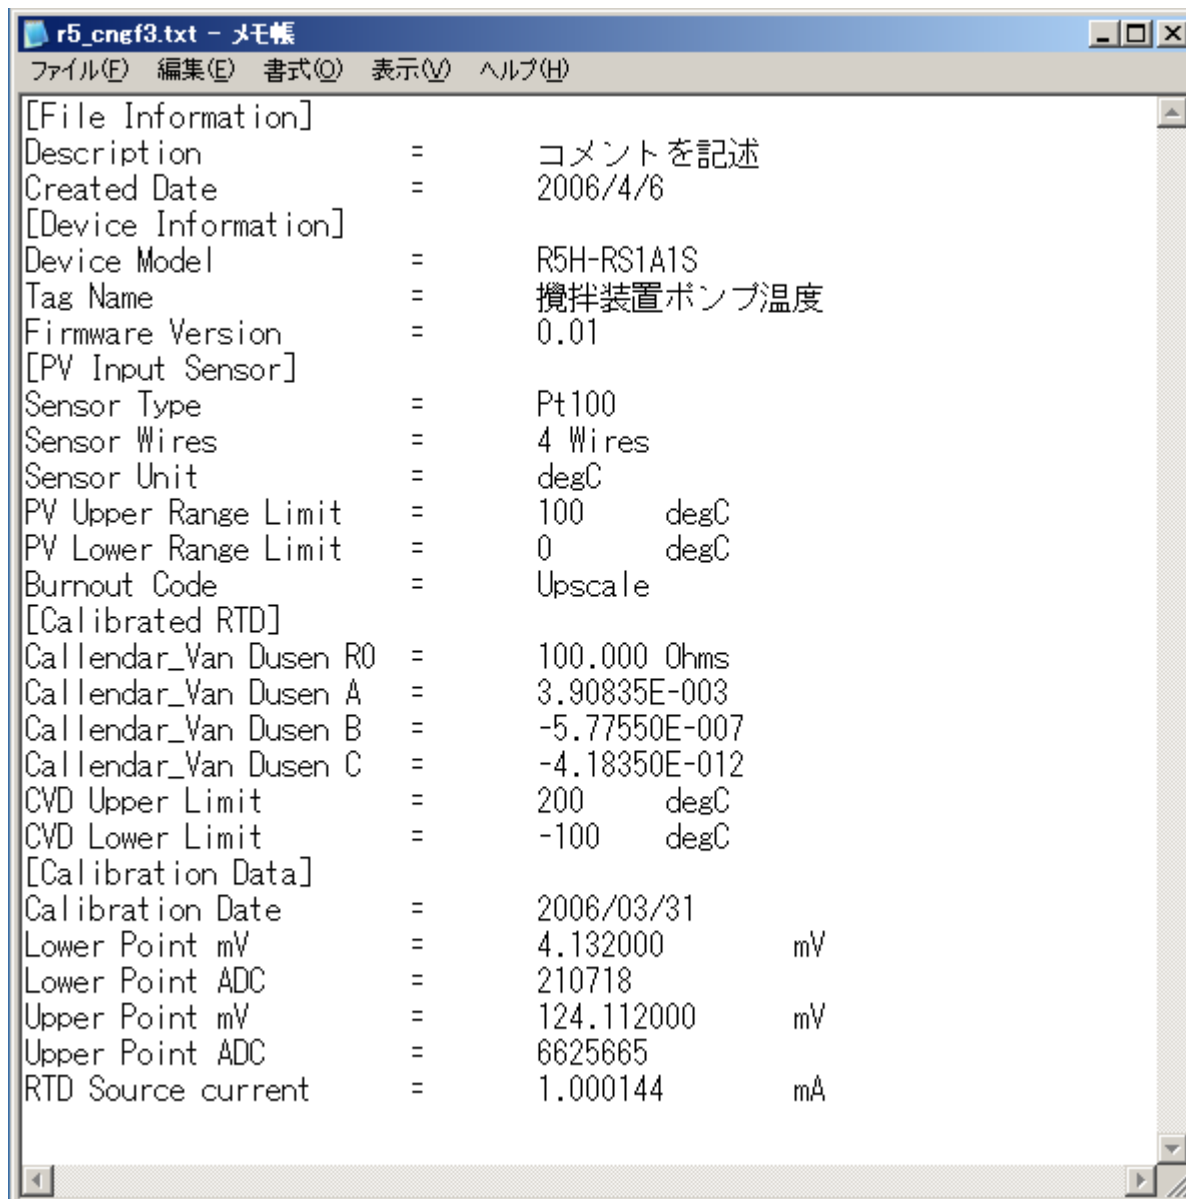 r5_cngf3.txt - メモ帳
ファイル(F) 編集(E) 書式(O) 表示(V) ヘルプ(H)
[File Information]
Description = コメントを記述
Created Date = 2006/4/6
[Device Information]
Device Model = R5H-RS1A1S
Tag Name = 攪拌装置ポンプ温度
Firmware Version = 0.01
[PV Input Sensor]
Sensor Type = Pt100
Sensor Wires = 4 Wires
Sensor Unit = degC
PV Upper Range Limit = 100 degC
PV Lower Range Limit = 0 degC
Burnout Code = Upscale
[Calibrated RTD]
Callendar_Van Dusen R0 = 100.000 Ohms
Callendar_Van Dusen A = 3.90835E-003
Callendar_Van Dusen B = -5.77550E-007
Callendar_Van Dusen C = -4.18350E-012
CVD Upper Limit = 200 degC
CVD Lower Limit = -100 degC
[Calibration Data]
Calibration Date = 2006/03/31
Lower Point mV = 4.132000 mV
Lower Point ADC = 210718
Upper Point mV = 124.112000 mV
Upper Point ADC = 6625665
RTD Source current = 1.000144 mA